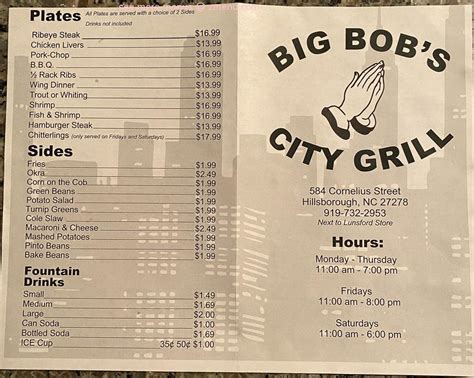 Plates All Plates are served with a choice of 2 Sides
Drinks not included
Ribeye Steak $16.99
Chicken Livers $13.99
Pork-Chop $16.99
B.B.Q. $16.99
½ Rack Ribs $16.99
Wing Dinner $13.99
Trout or Whiting $13.99
Shrimp $16.99
Fish & Shrimp $16.99
Hamburger Steak $13.99
Chitterlings (only served on Fridays and Saturdays) $17.99
Sides
Fries $1.99
Okra $2.49
Corn on the Cob $1.99
Green Beans $1.99
Potato Salad $1.99
Turnip Greens $1.99
Cole Slaw $1.99
Macaroni & Cheese $2.49
Mashed Potatoes $1.99
Pinto Beans $1.99
Bake Beans $1.99
Fountain
Drinks
Small $1.49
Medium $1.69
Large $2.00
Can Soda $1.00
Bottled Soda $1.69
ICE Cup 35¢ 50¢ $1.00
BIG BOB'S
CITY GRILL
584 Cornelius Street
Hillsborough, NC 27278
919-732-2953
Next to Lunsford Store
Hours:
Monday - Thursday
11:00 am - 7:00 pm
Fridays
11:00 am - 8:00 pm
Saturdays
11:00 am - 6:00 pm